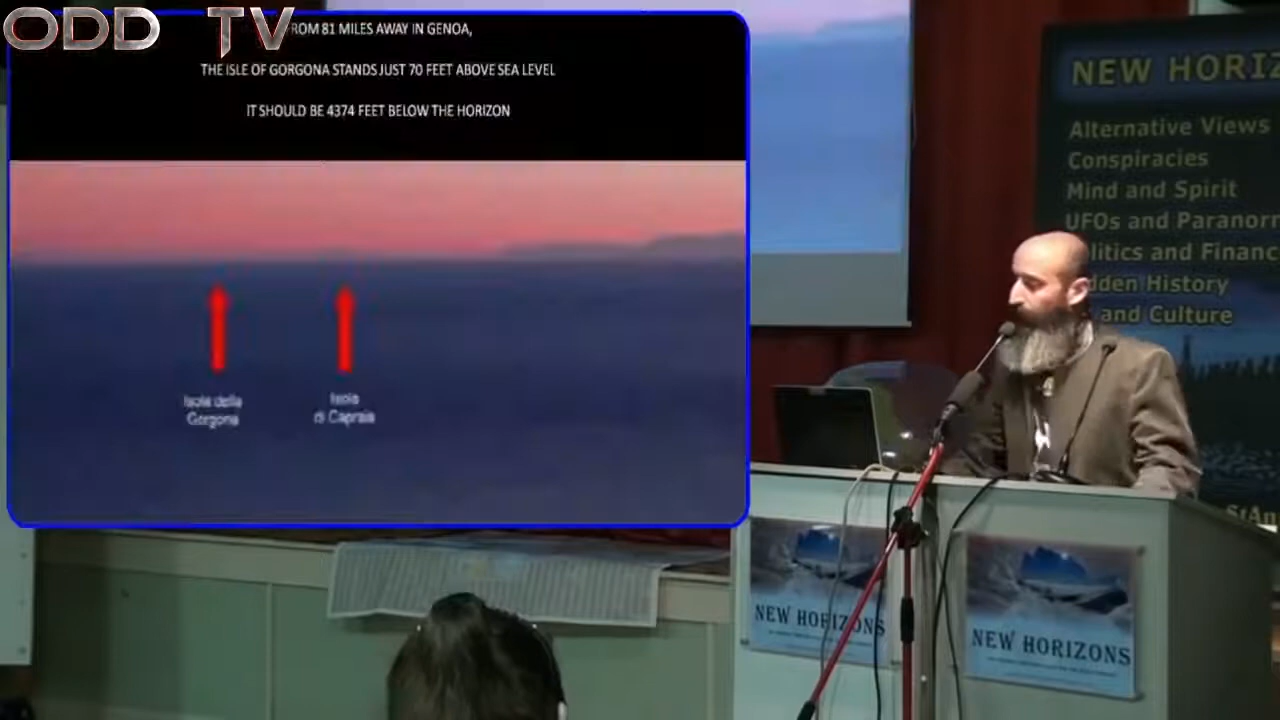 ODD TV
ROM 81 MILES AWAY IN GENOA,
THE ISLE OF GORGONA STANDS JUST 70 FEET ABOVE SEA LEVEL
IT SHOULD BE 4374 FEET BELOW THE HORIZON
Isola della
Gorgona
Isola
di Capraia
NEW HORIZ
Alternative Views
Conspiracies
Mind and Spirit
UFOs and Paranorm
olitics and Financ
dden History
and Culture
NEW HORIZONS
NEW HORIZONS